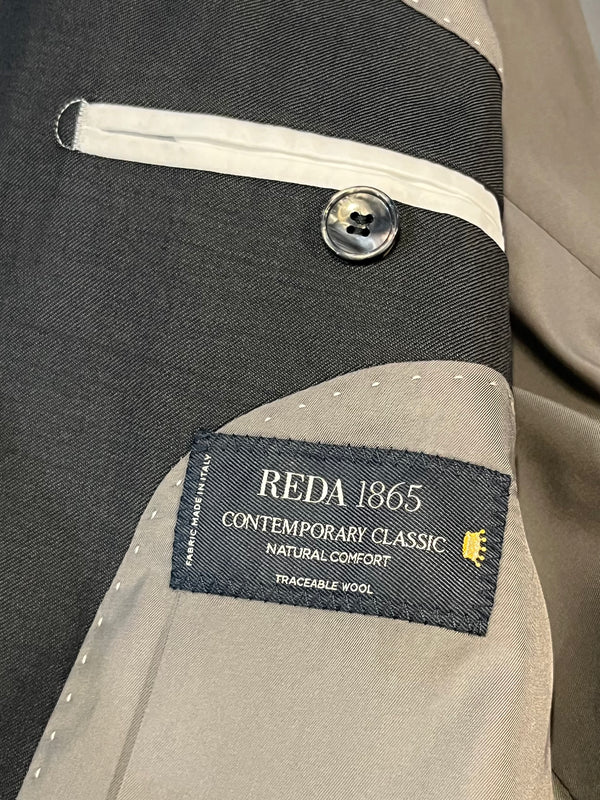 REDA 1865
CONTEMPORARY CLASSIC
NATURAL COMFORT
TRACEABLE WOOL
FABRIC MADE IN ITALY